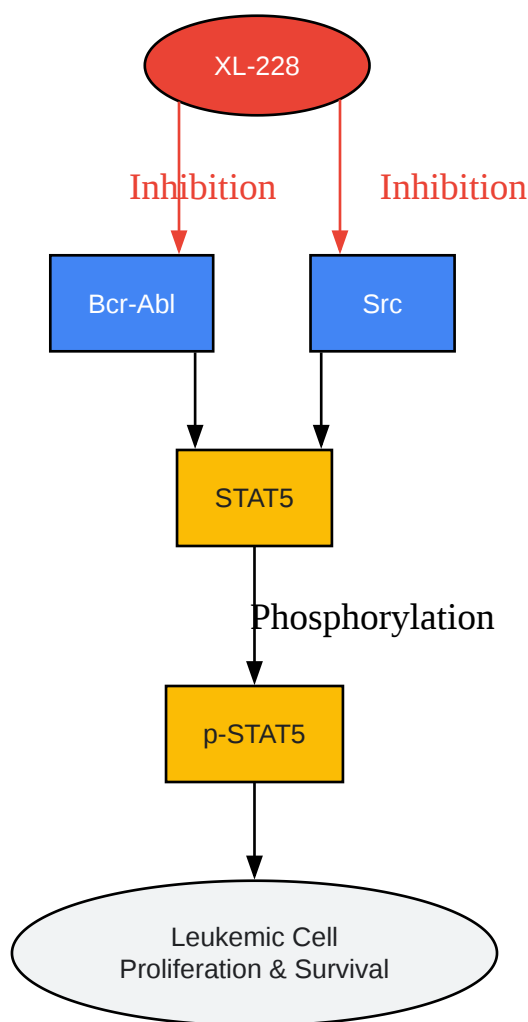 XL-228
Inhibition
Inhibition
Bcr-Abl
Src
STAT5
Phosphorylation
p-STAT5
Leukemic Cell
Proliferation & Survival